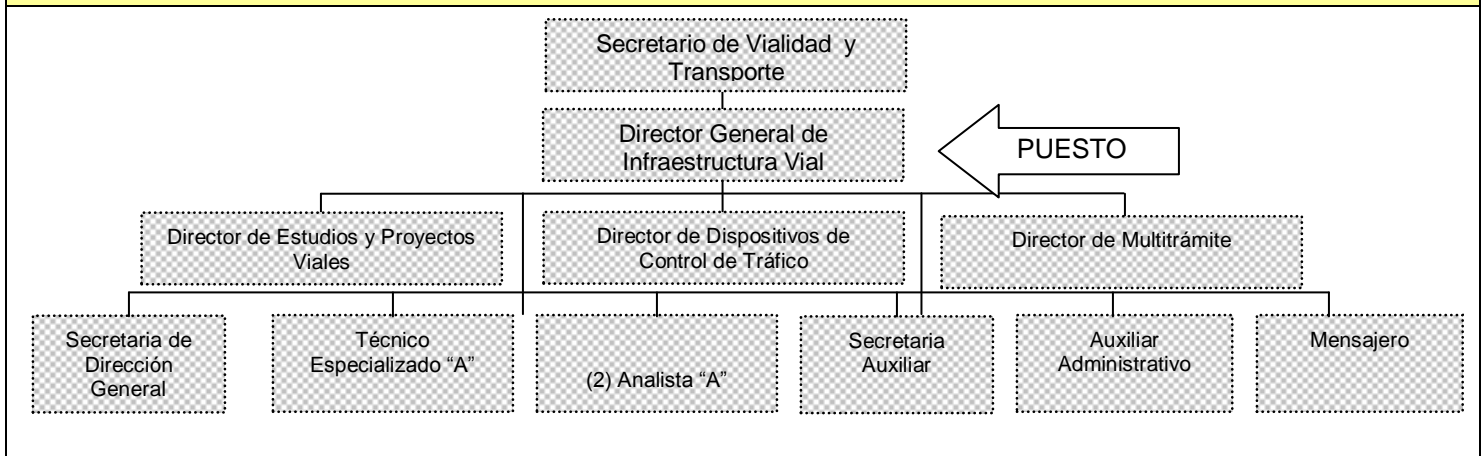 Secretario de Vialidad y
Transporte
Director General de
Infraestructura Vial
PUESTO
Director de Estudios y Proyectos
Viales
Director de Dispositivos de
Control de Tráfico
Director de Multitrámite
Secretaria de
Dirección
General
Técnico
Especializado “A”
(2) Analista “A”
Secretaria
Auxiliar
Auxiliar
Administrativo
Mensajero